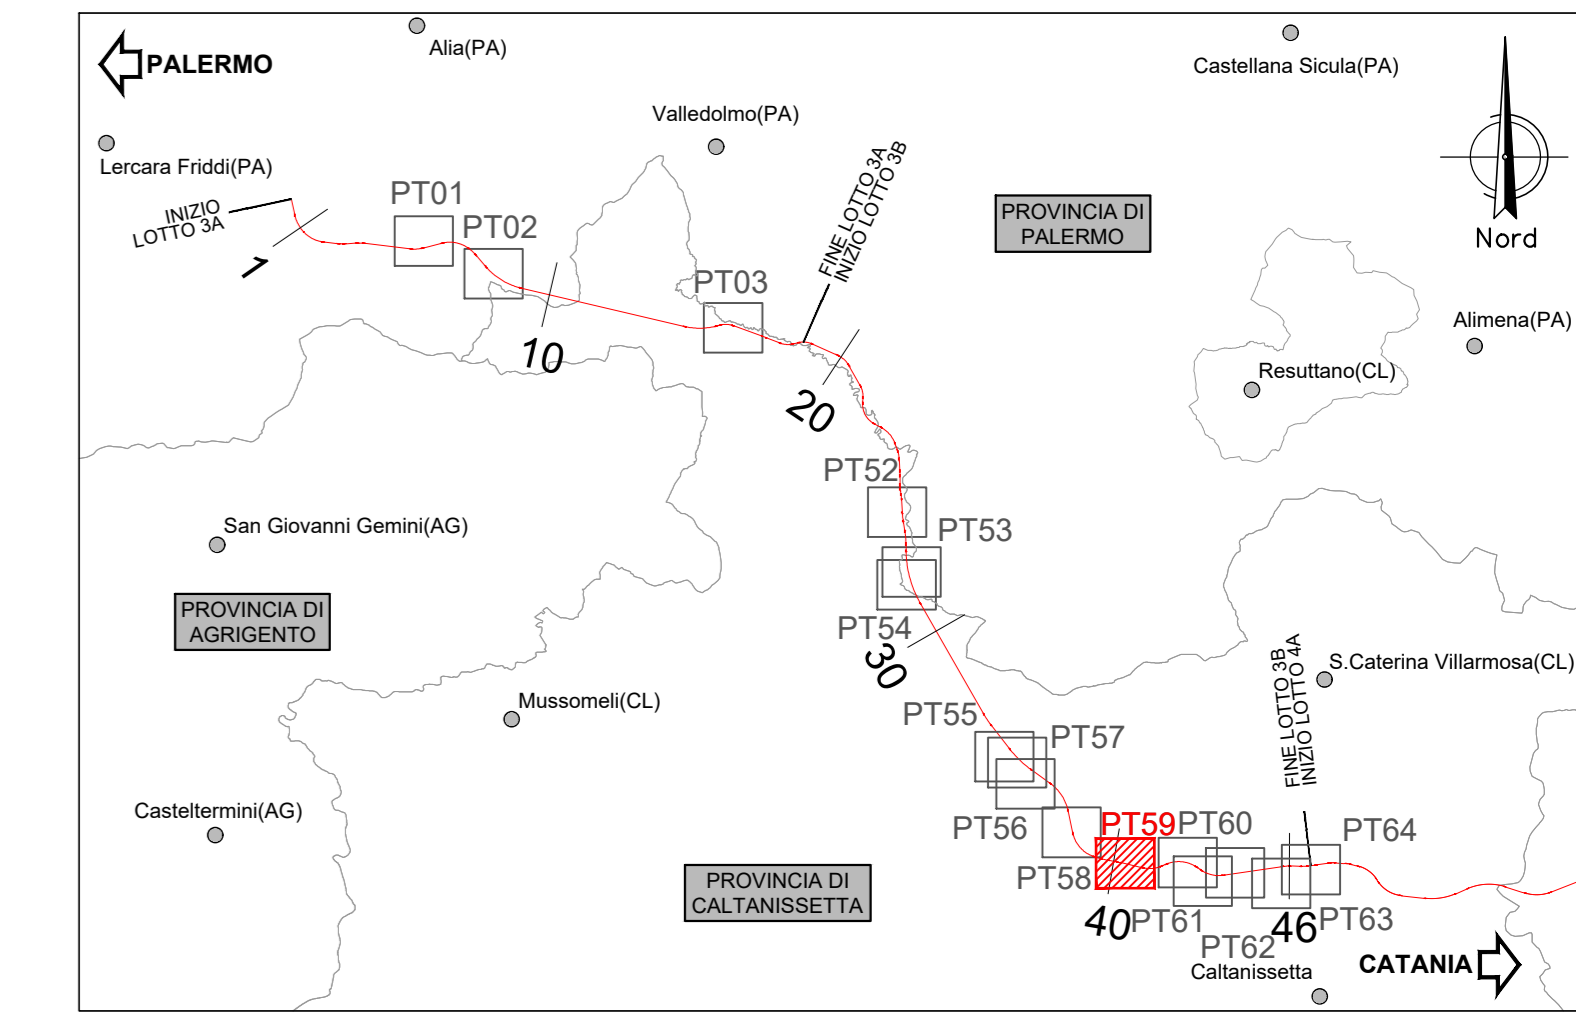 Alia(PA)
PALERMO
Castellana Sicula(PA)
Valledolmo(PA)
Lercara Friddi(PA)
INIZIO
LOTTO 3A
PT01
PT02
1
PT03
10
FINE LOTTO 3A
INIZIO LOTTO 3B
20
PROVINCIA DI
PALERMO
Nord
Alimena(PA)
Resuttano(CL)
PT52
PT53
PT54
30
San Giovanni Gemini(AG)
PROVINCIA DI
AGRIGENTO
Mussomeli(CL)
S.Caterina Villarmosa(CL)
FINE LOTTO 3B
INIZIO LOTTO 4A
PT55
PT57
PT56
Casteltermini(AG)
PT59
PT60
PT64
PT58
PROVINCIA DI
CALTANISSETTA
40
PT61
PT62
46
PT63
Caltanissetta
CATANIA